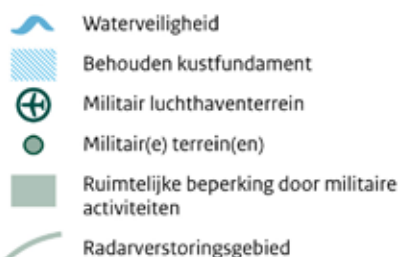 Waterveiligheid
Behouden kustfundament
Militair luchthaventerrein
Militair(e) terrein(en)
Ruimtelijke beperking door militaire
activiteiten
Radarverstoringsgebied